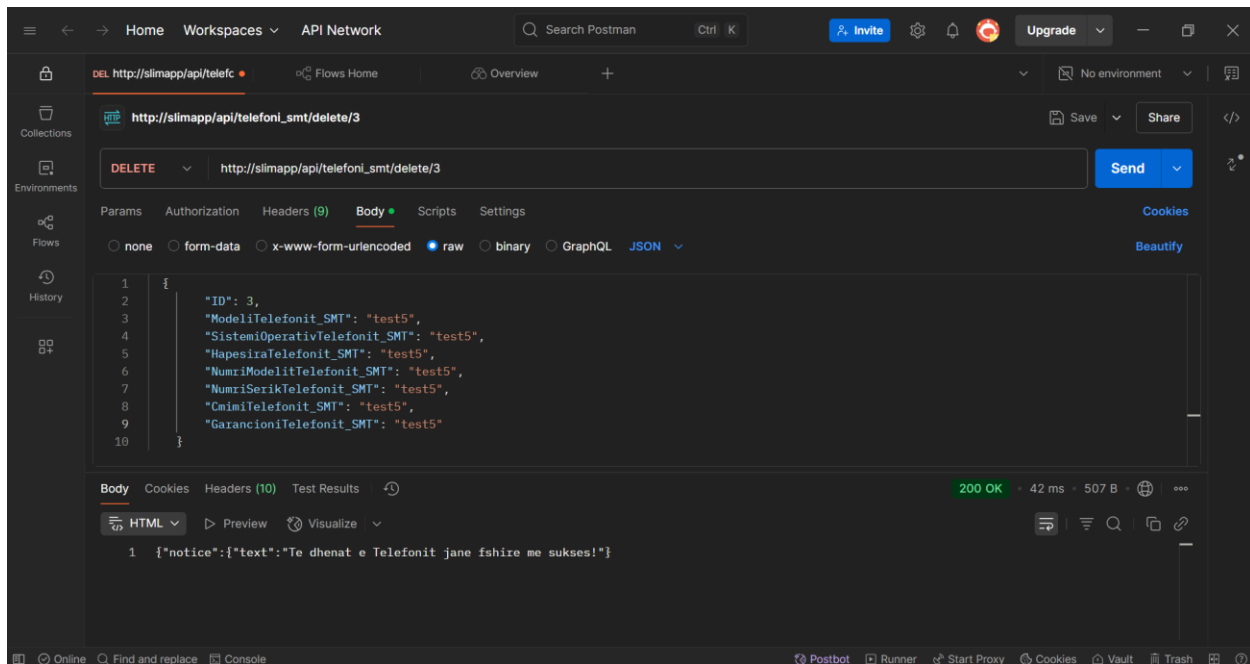 Home Workspaces API Network Search Postman Ctrl K Invite Upgrade
DEL http://slimapp/api/telefc Flows Home Overview No environment
HTTP http://slimapp/api/telefoni_smt/delete/3 Save Share
Collections
DELETE http://slimapp/api/telefoni_smt/delete/3 Send
Environments
Params Authorization Headers (9) Body Scripts Settings Cookies
Flows
none form-data x-www-form-urlencoded raw binary GraphQL JSON Beautify
History
1 {
2 "ID": 3,
3 "ModeliTelefonit_SMT": "test5",
4 "SistemiOperativTelefonit_SMT": "test5",
5 "HapesiraTelefonit_SMT": "test5",
6 "NumriModelitTelefonit_SMT": "test5",
7 "NumriSerikTelefonit_SMT": "test5",
8 "CmimiTelefonit_SMT": "test5",
9 "GarancioniTelefonit_SMT": "test5"
10 }
Body Cookies Headers (10) Test Results 200 OK 42 ms 507 B
HTML Preview Visualize
1 {"notice":{"text":"Te dhenat e Telefonit jane fshire me sukses!"}
Online Find and replace Console Postbot Runner Start Proxy Cookies Vault Trash